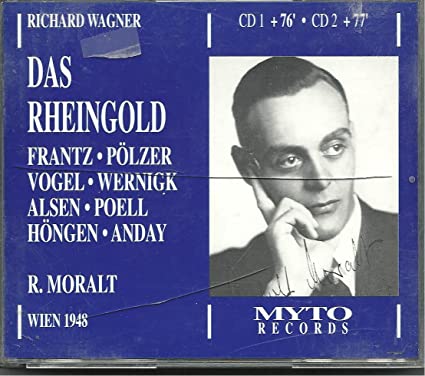 RICHARD WAGNER
CD 1 +76' • CD 2 +77'
DAS
RHEINGOLD
FRANTZ • PÖLZER
VOGEL • WERNIGK
ALSEN • POELL
HÖNGEN • ANDAY
R. MORALT
WIEN 1948
Moralt
MYTO
RECORDS